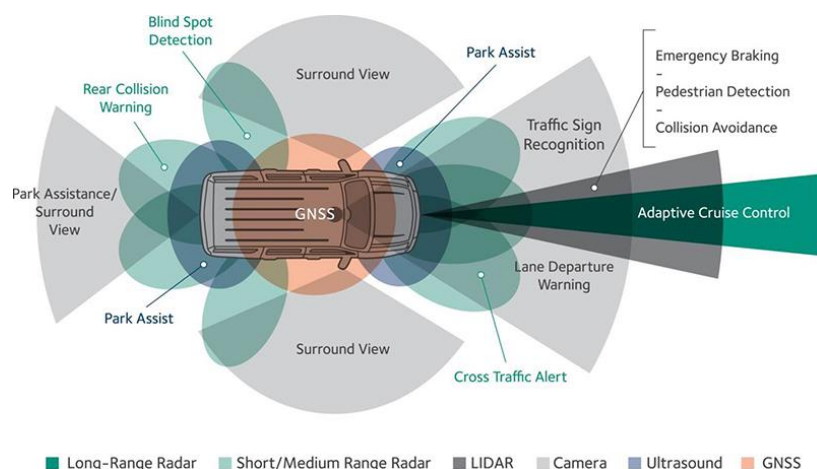 Blind Spot
Detection
Surround View
Park Assist
Emergency Braking
–
Pedestrian Detection
–
Collision Avoidance
Rear Collision
Warning
Traffic Sign
Recognition
Park Assistance/
Surround
View
GNSS
Adaptive Cruise Control
Lane Departure
Warning
Park Assist
Surround View
Cross Traffic Alert
Long-Range Radar
Short/Medium Range Radar
LIDAR
Camera
Ultrasound
GNSS